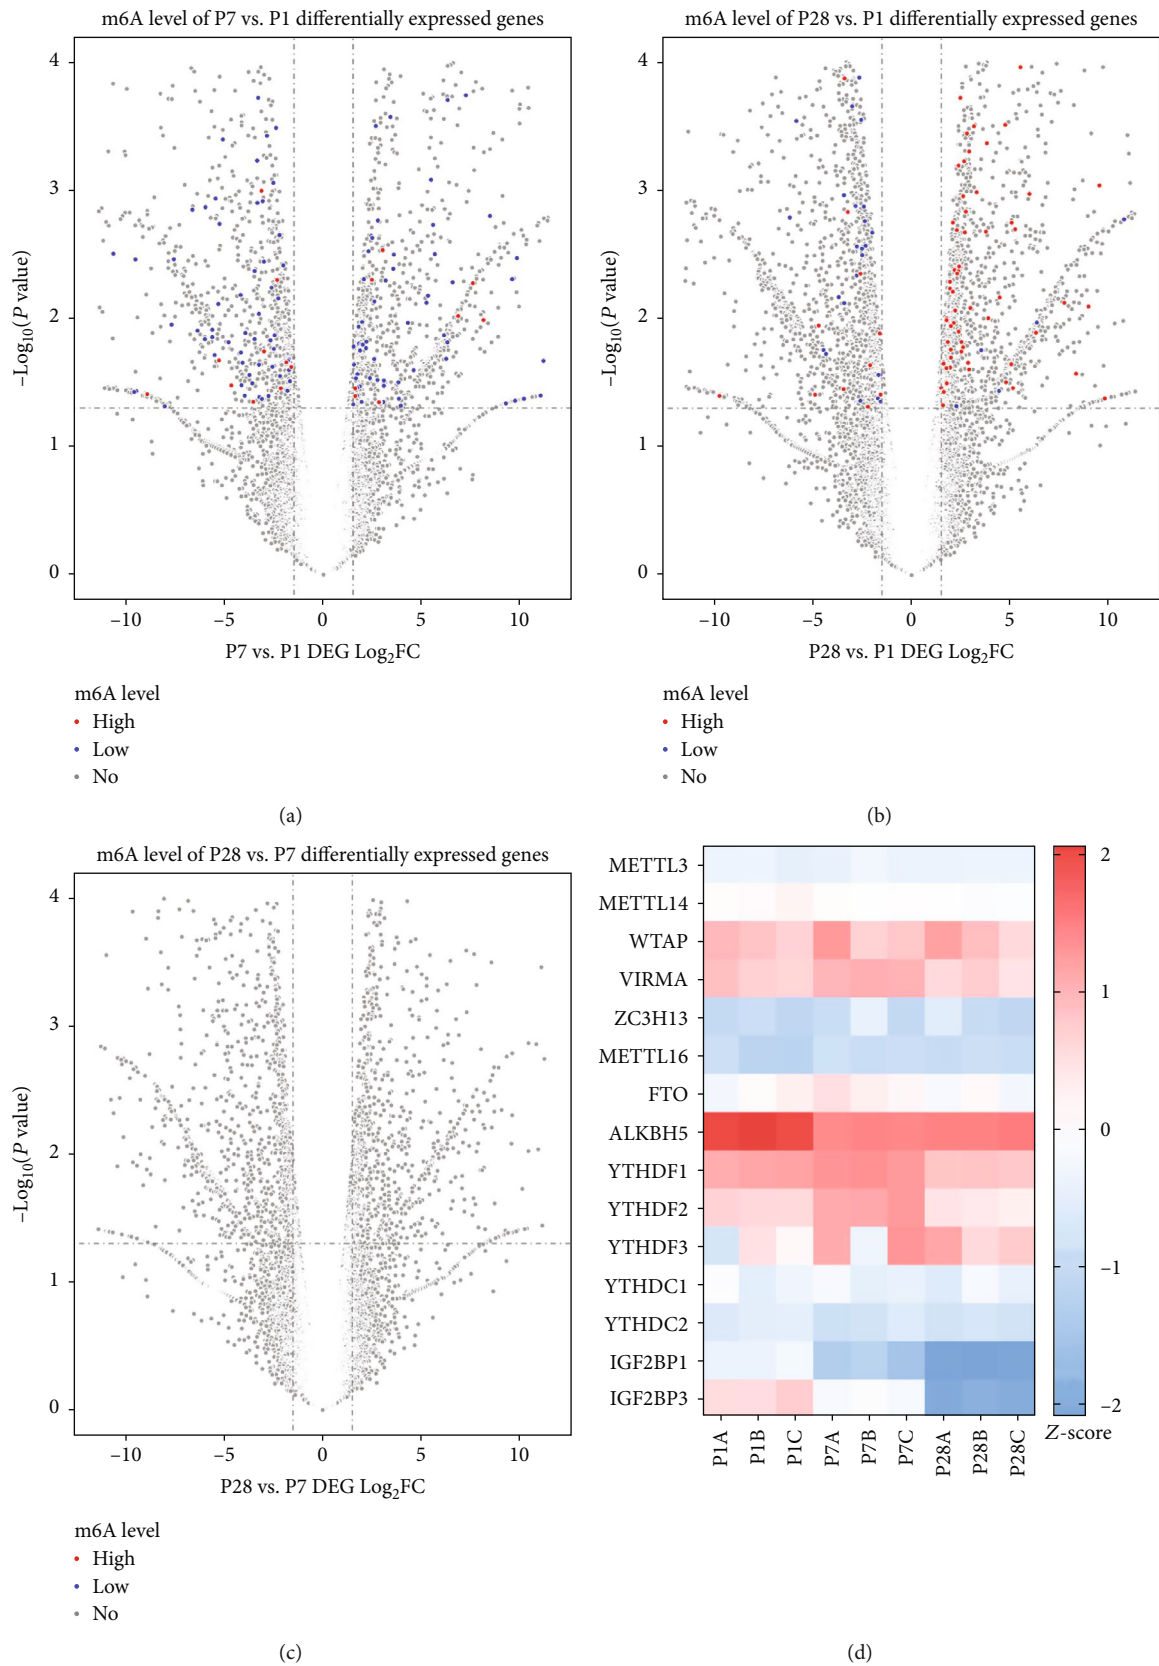 m6A level of P7 vs. P1 differentially expressed genes
4
3
2
1
0
−Log10(P value)
−10 −5 0 5 10
P7 vs. P1 DEG Log2FC
m6A level
High
Low
No
(a)
m6A level of P28 vs. P1 differentially expressed genes
4
3
2
1
0
−Log10(P value)
−10 −5 0 5 10
P28 vs. P1 DEG Log2FC
m6A level
High
Low
No
(b)
m6A level of P28 vs. P7 differentially expressed genes
4
3
2
1
0
−Log10(P value)
−10 −5 0 5 10
P28 vs. P7 DEG Log2FC
m6A level
High
Low
No
(c)
METTL3
METTL14
WTAP
VIRMA
ZC3H13
METTL16
FTO
ALKBH5
YTHDF1
YTHDF2
YTHDF3
YTHDC1
YTHDC2
IGF2BP1
IGF2BP3
P1A P1B P1C P7A P7B P7C P28A P28B P28C
2
1
0
−1
−2
Z-score
(d)